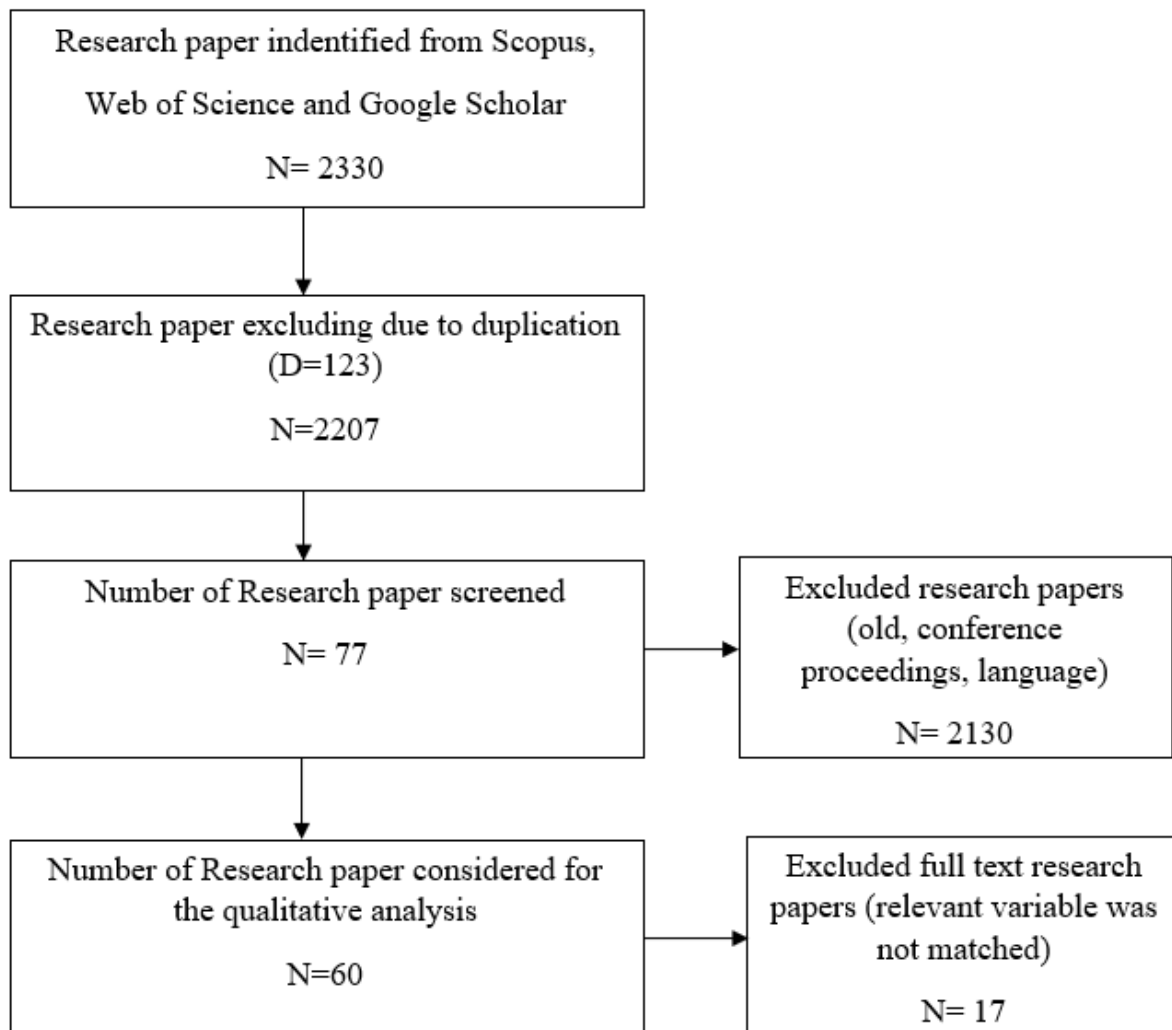 Research paper indentified from Scopus,
Web of Science and Google Scholar
N= 2330
Research paper excluding due to duplication
(D=123)
N=2207
Number of Research paper screened
N= 77
Excluded research papers
(old, conference
proceedings, language)
N= 2130
Number of Research paper considered for
the qualitative analysis
N=60
Excluded full text research
papers (relevant variable was
not matched)
N= 17